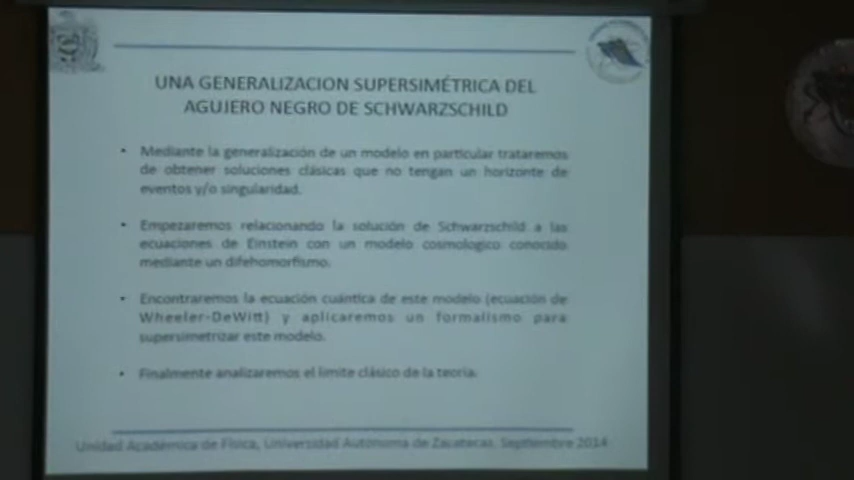 UNA GENERALIZACION SUPERSIMÉTRICA DEL
AGUJERO NEGRO DE SCHWARZSCHILD
• Mediante la generalización de un modelo en particular trataremos
de obtener soluciones clásicas que no tengan un horizonte de
eventos y/o singularidad.
• Empezaremos relacionando la solución de Schwarzschild a las
ecuaciones de Einstein con un modelo cosmologico conocido
mediante un difehomorfismo.
• Encontraremos la ecuación cuántica de este modelo (ecuación de
Wheeler-DeWitt) y aplicaremos un formalismo para
supersimetrizar este modelo.
• Finalmente analizaremos el limite clásico de la teoria.
Unidad Académica de Física, Universidad Autónoma de Zacatecas. Septiembre 2014